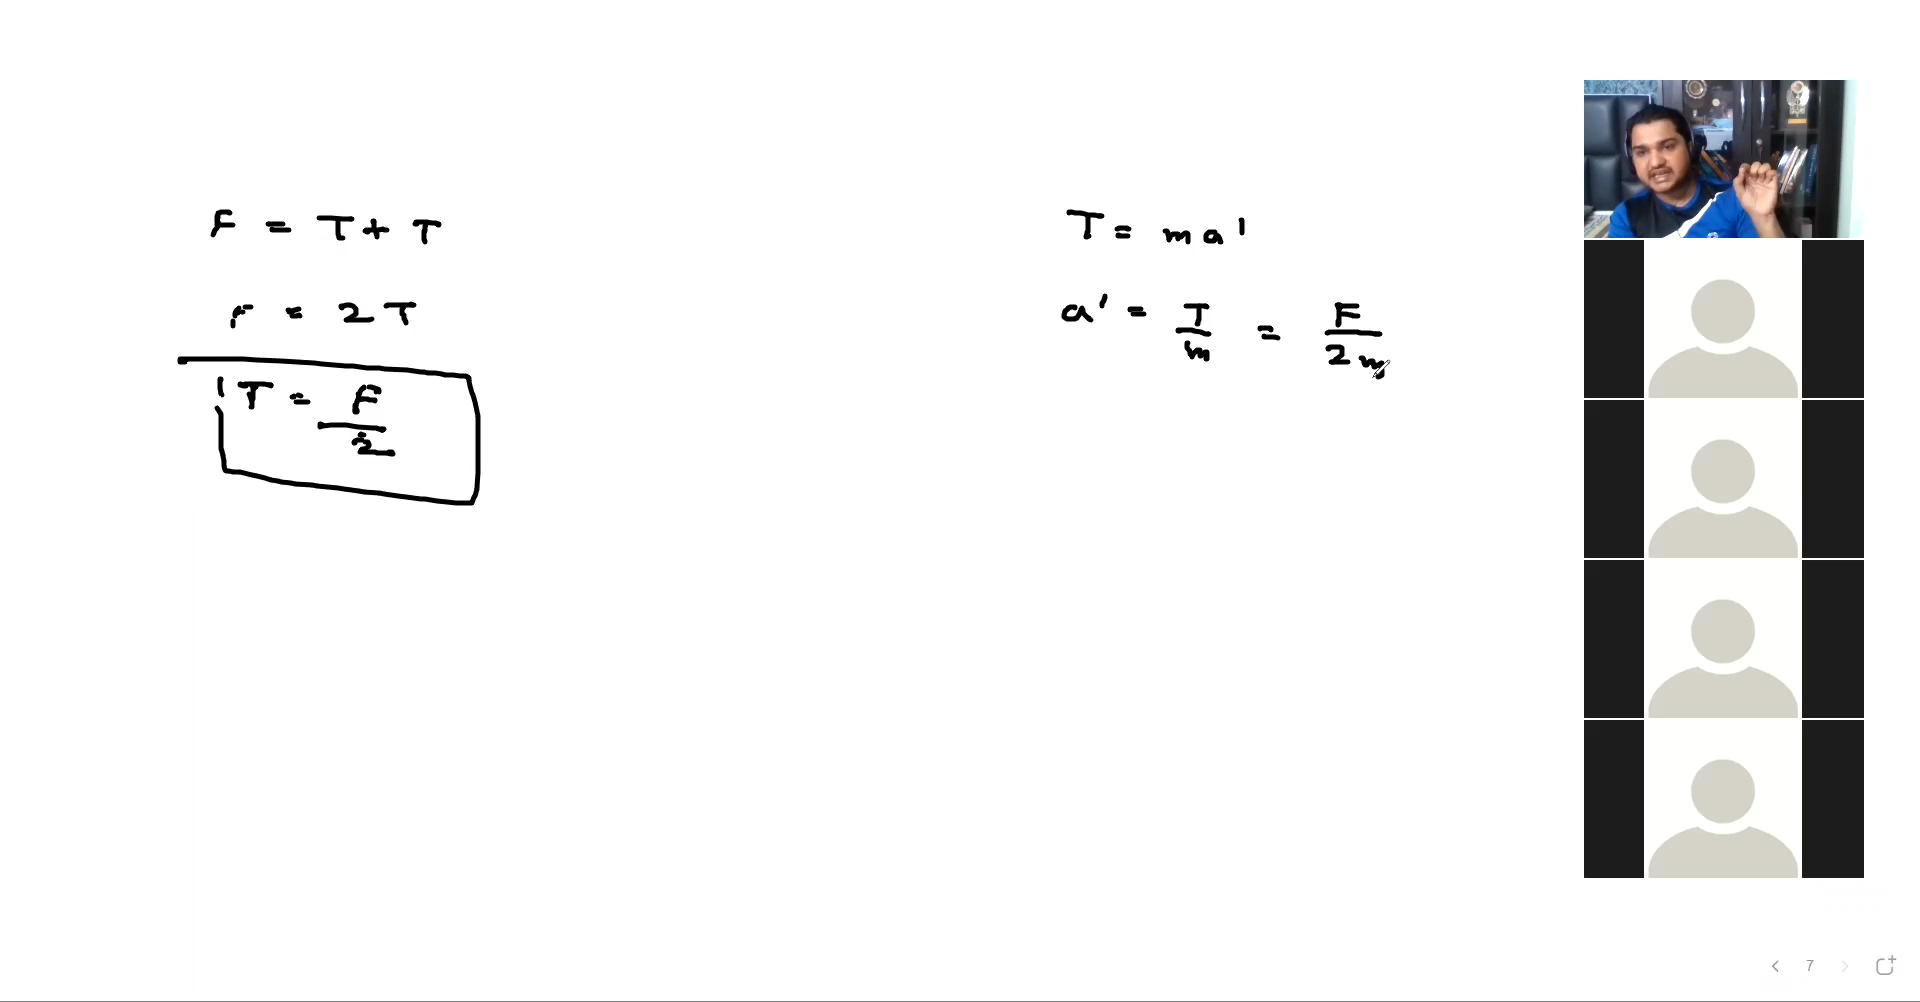 F = T + T
F = 2T
T = F/2
T = ma'
a' = T/m = F/2m
7